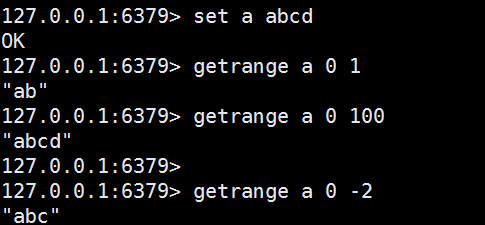 127.0.0.1:6379> set a abcd
OK
127.0.0.1:6379> getrange a 0 1
"ab"
127.0.0.1:6379> getrange a 0 100
"abcd"
127.0.0.1:6379>
127.0.0.1:6379> getrange a 0 -2
"abc"